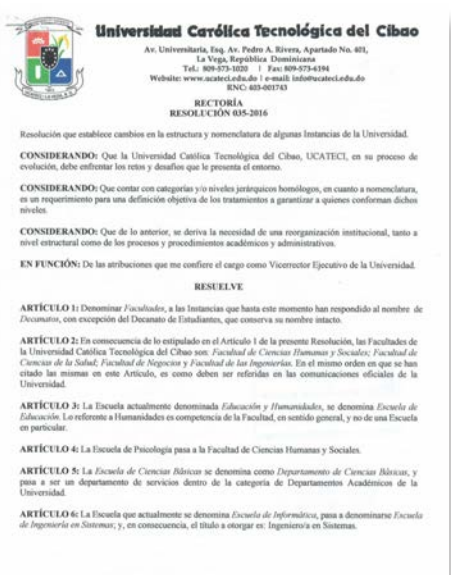 Universidad Católica Tecnológica del Cibao
Av. Universitaria, Esq. Av. Pedro A. Rivera, Apartado No. 401,
La Vega, República Dominicana
Tel.: 809-573-1020 | Fax: 809-573-6194
Website: www.ucateci.edu.do | e-mail: info@ucateci.edu.do
RNC: 403-001743
RECTORÍA
RESOLUCIÓN 035-2016
Resolución que establece cambios en la estructura y nomenclatura de algunas Instancias de la Universidad.
CONSIDERANDO: Que la Universidad Católica Tecnológica del Cibao, UCATECI, en su proceso de
evolución, debe enfrentar los retos y desafíos que le presenta el entorno.
CONSIDERANDO: Que contar con categorías y/o niveles jerárquicos homólogos, en cuanto a nomenclatura,
es un requerimiento para una definición objetiva de los tratamientos a garantizar a quienes conforman dichos
niveles.
CONSIDERANDO: Que de lo anterior, se deriva la necesidad de una reorganización institucional, tanto a
nivel estructural como de los procesos y procedimientos académicos y administrativos.
EN FUNCIÓN: De las atribuciones que me confiere el cargo como Vicerrector Ejecutivo de la Universidad.
RESUELVE
ARTÍCULO 1: Denominar Facultades, a las Instancias que hasta este momento han respondido al nombre de
Decanatos, con excepción del Decanato de Estudiantes, que conserva su nombre intacto.
ARTÍCULO 2: En consecuencia de lo estipulado en el Artículo 1 de la presente Resolución, las Facultades de
la Universidad Católica Tecnológica del Cibao son: Facultad de Ciencias Humanas y Sociales; Facultad de
Ciencias de la Salud; Facultad de Negocios y Facultad de las Ingenierías. En el mismo orden en que se han
citado las mismas en este Artículo, es como deben ser referidas en las comunicaciones oficiales de la
Universidad.
ARTÍCULO 3: La Escuela actualmente denominada Educación y Humanidades, se denomina Escuela de
Educación. Lo referente a Humanidades es competencia de la Facultad, en sentido general, y no de una Escuela
en particular.
ARTÍCULO 4: La Escuela de Psicología pasa a la Facultad de Ciencias Humanas y Sociales.
ARTÍCULO 5: La Escuela de Ciencias Básicas se denomina como Departamento de Ciencias Básicas, y
pasa a ser un departamento de servicios dentro de la categoría de Departamentos Académicos de la
Universidad.
ARTÍCULO 6: La Escuela que actualmente se denomina Escuela de Informática, pasa a denominarse Escuela
de Ingeniería en Sistemas; y, en consecuencia, el título a otorgar es: Ingeniero/a en Sistemas.